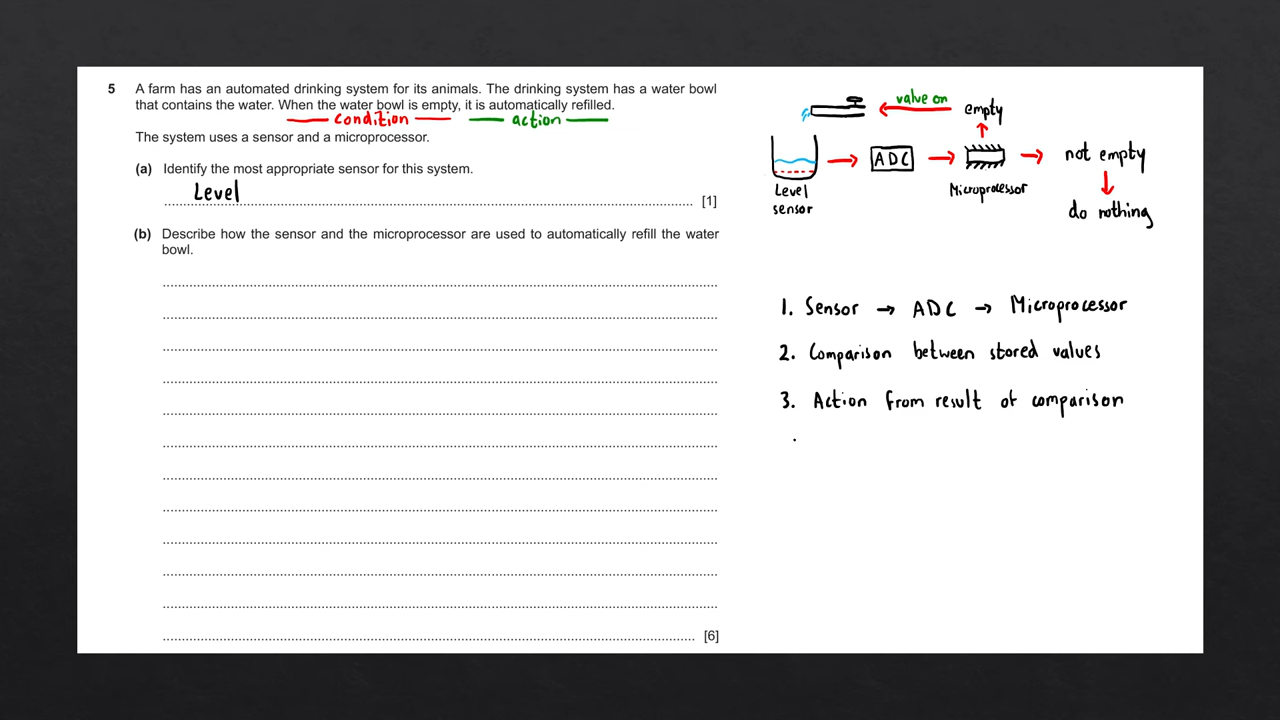 5 A farm has an automated drinking system for its animals. The drinking system has a water bowl
that contains the water. When the water bowl is empty, it is automatically refilled.
condition action
The system uses a sensor and a microprocessor.
(a) Identify the most appropriate sensor for this system.
Level
[1]
(b) Describe how the sensor and the microprocessor are used to automatically refill the water
bowl.
[6]
valve on
empty
ADC
not empty
Level
sensor
Microprocessor
do nothing
1. Sensor → ADC → Microprocessor
2. Comparison between stored values
3. Action from result of comparison